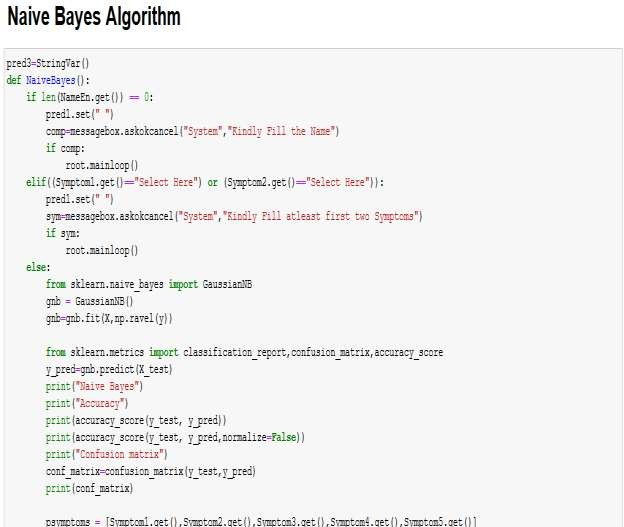 Naive Bayes Algorithm
pred3=StringVar()
def NaiveBayes():
    if len(NameEn.get()) == 0:
        pred1.set(" ")
        comp=messagebox.askokcancel("System","Kindly Fill the Name")
        if comp:
            root.mainloop()
    elif((Symptom1.get()=="Select Here") or (Symptom2.get()=="Select Here")):
        pred1.set(" ")
        sym=messagebox.askokcancel("System","Kindly Fill atleast first two Symptoms")
        if sym:
            root.mainloop()
    else:
        from sklearn.naive_bayes import GaussianNB
        gnb = GaussianNB()
        gnb=gnb.fit(X,np.ravel(y))
        from sklearn.metrics import classification_report,confusion_matrix,accuracy_score
        y_pred=gnb.predict(X_test)
        print("Naive Bayes")
        print("Accuracy")
        print(accuracy_score(y_test, y_pred))
        print(accuracy_score(y_test, y_pred,normalize=False))
        print("Confusion matrix")
        conf_matrix=confusion_matrix(y_test,y_pred)
        print(conf_matrix)
        psymptoms = [Symptom1.get(),Symptom2.get(),Symptom3.get(),Symptom4.get(),Symptom5.get()]